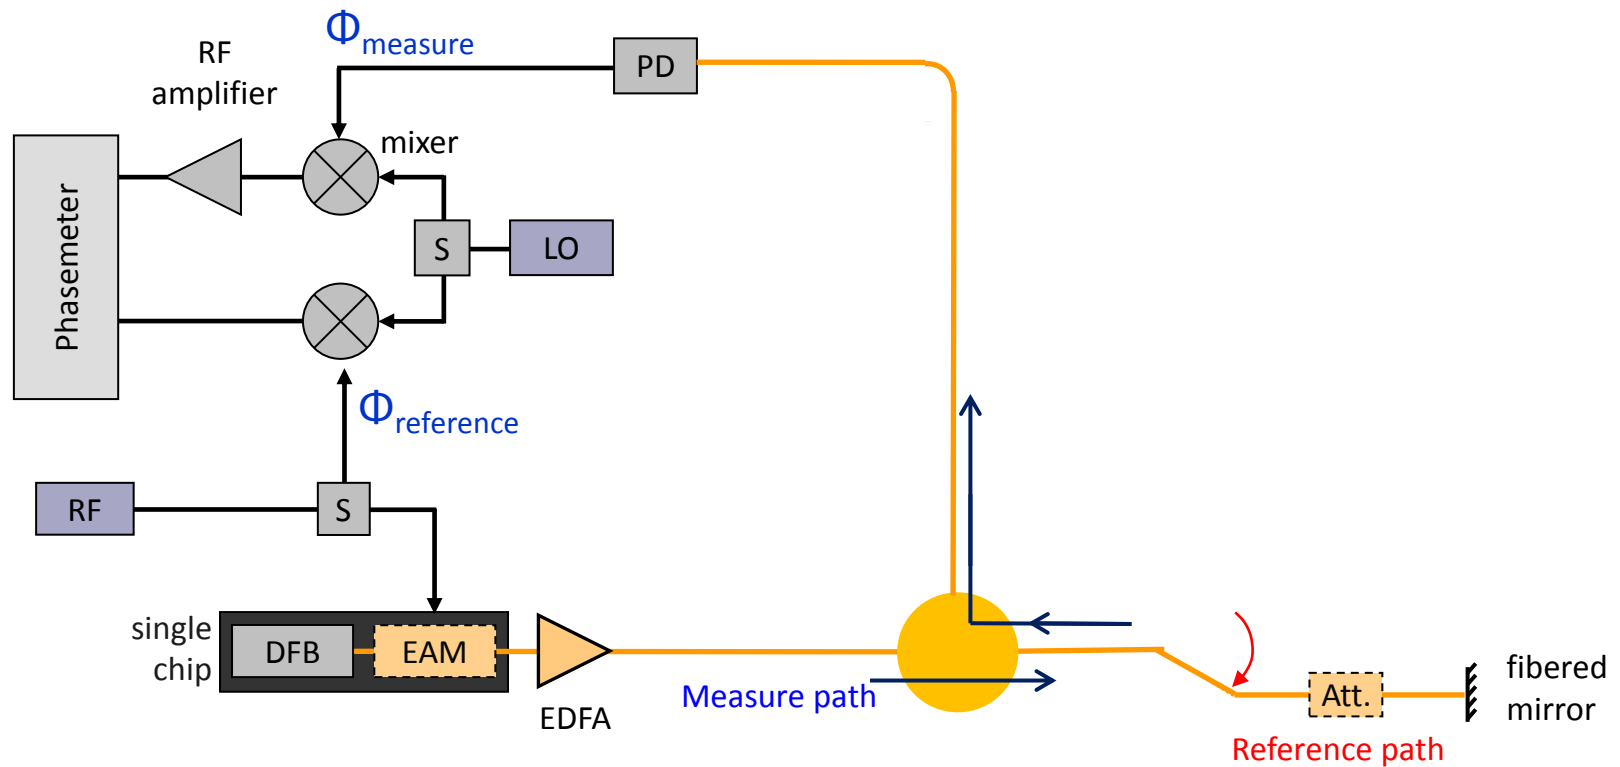 Φmeasure
RF
amplifier
PD
mixer
Phasemeter
S
LO
Φreference
RF
S
single
chip
DFB
EAM
EDFA
Measure path
Att.
fibered
mirror
Reference path